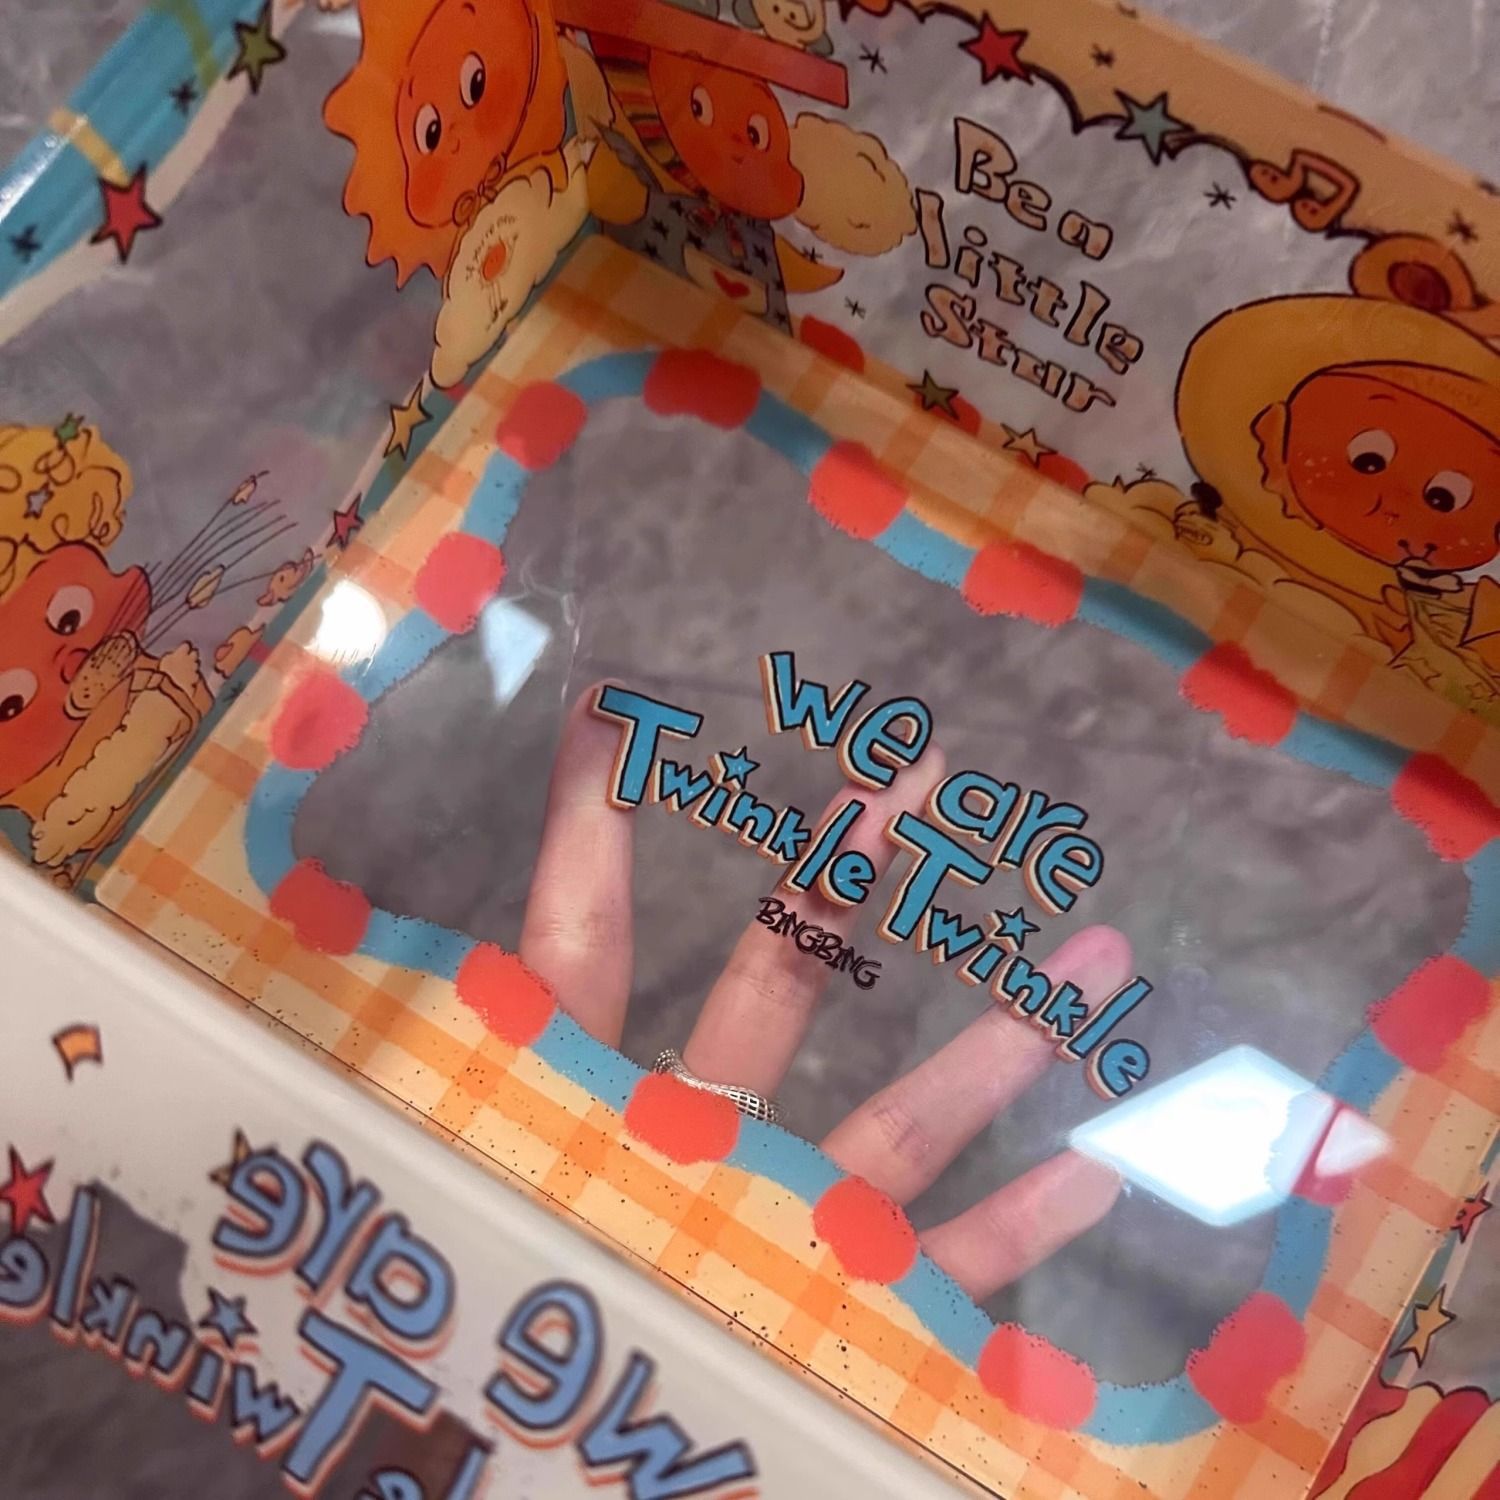 Be a
little
Star
we are
Twinkle Twinkle
BINGBING
we are
Twinkle